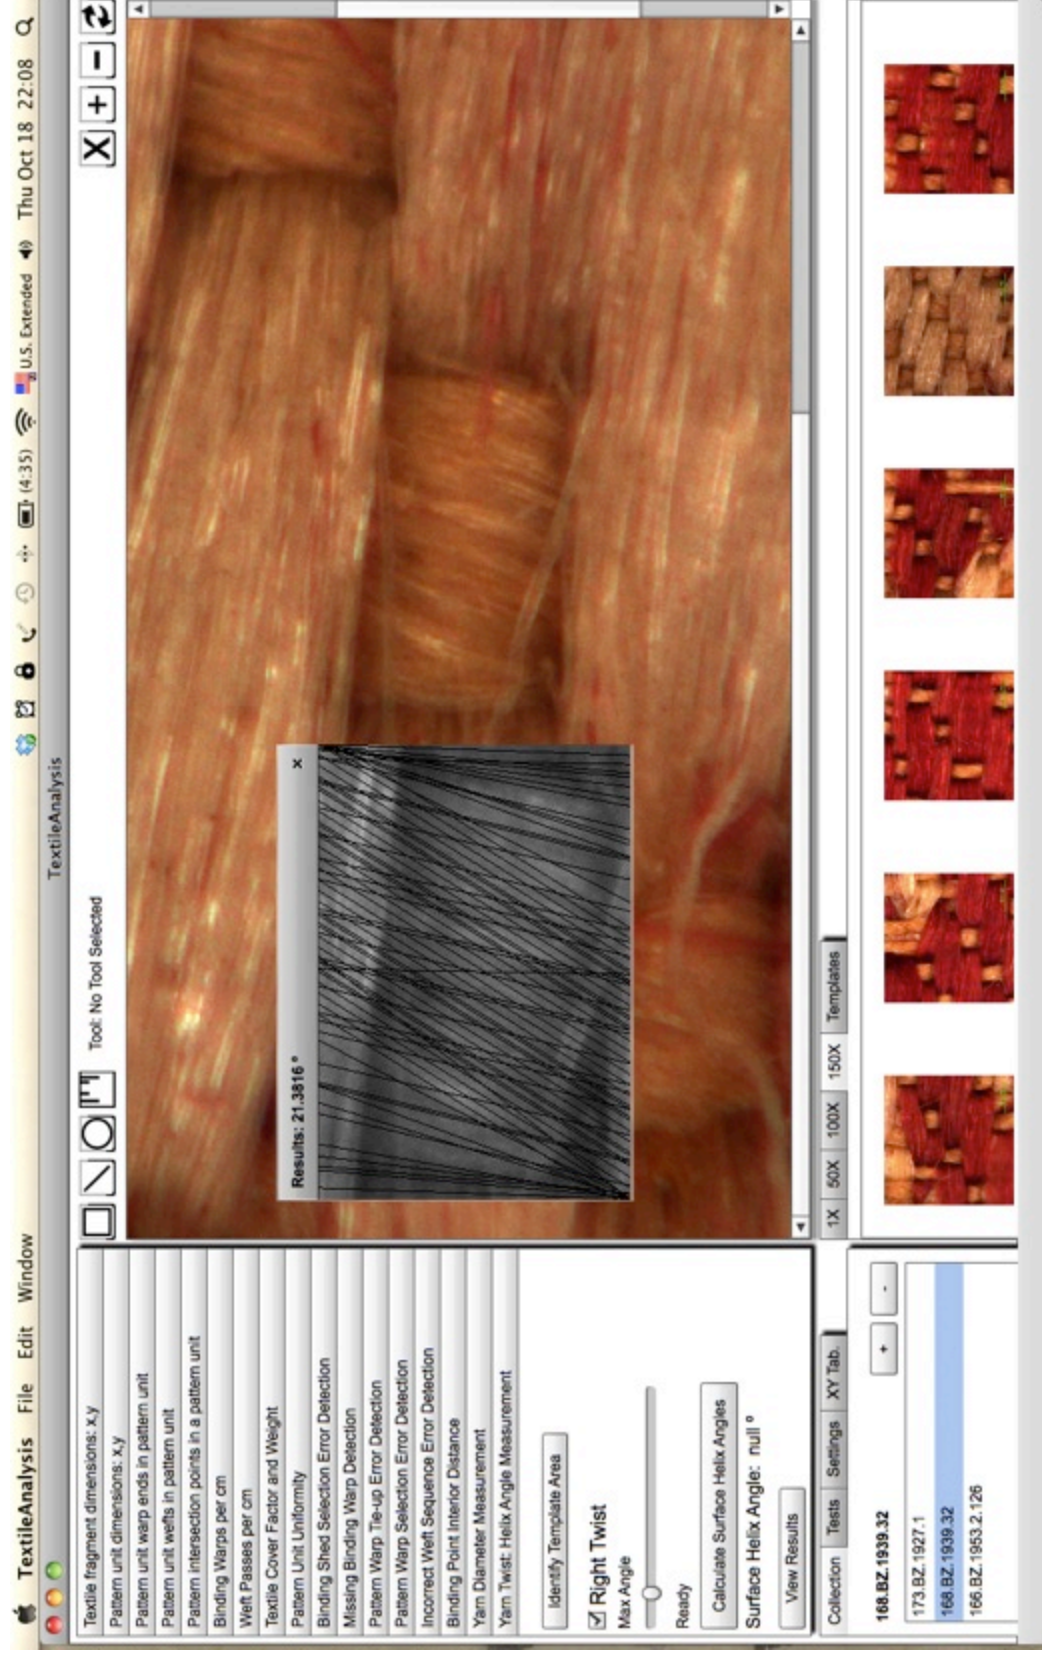 TextileAnalysis File Edit Window (4:35) U.S. Extended Thu Oct 18 22:08
TextileAnalysis
Tool: No Tool Selected
Textile fragment dimensions: x,y
Pattern unit dimensions: x,y
Pattern unit warp ends in pattern unit
Pattern unit wefts in pattern unit
Pattern intersection points in a pattern unit
Binding Warps per cm
Weft Passes per cm
Textile Cover Factor and Weight
Pattern Unit Uniformity
Binding Shed Selection Error Detection
Missing Binding Warp Detection
Pattern Warp Tie-up Error Detection
Pattern Warp Selection Error Detection
Incorrect Weft Sequence Error Detection
Binding Point Interior Distance
Yarn Diameter Measurement
Yarn Twist: Helix Angle Measurement
Identify Template Area
Right Twist
Max Angle
Ready
Calculate Surface Helix Angles
Surface Helix Angle: null °
View Results
Results: 21.3816 °
x
Collection Tests Settings XY Tab.
168.BZ.1939.32
+ -
173.BZ.1927.1
168.BZ.1939.32
166.BZ.1953.2.126
1X 50X 100X 150X Templates